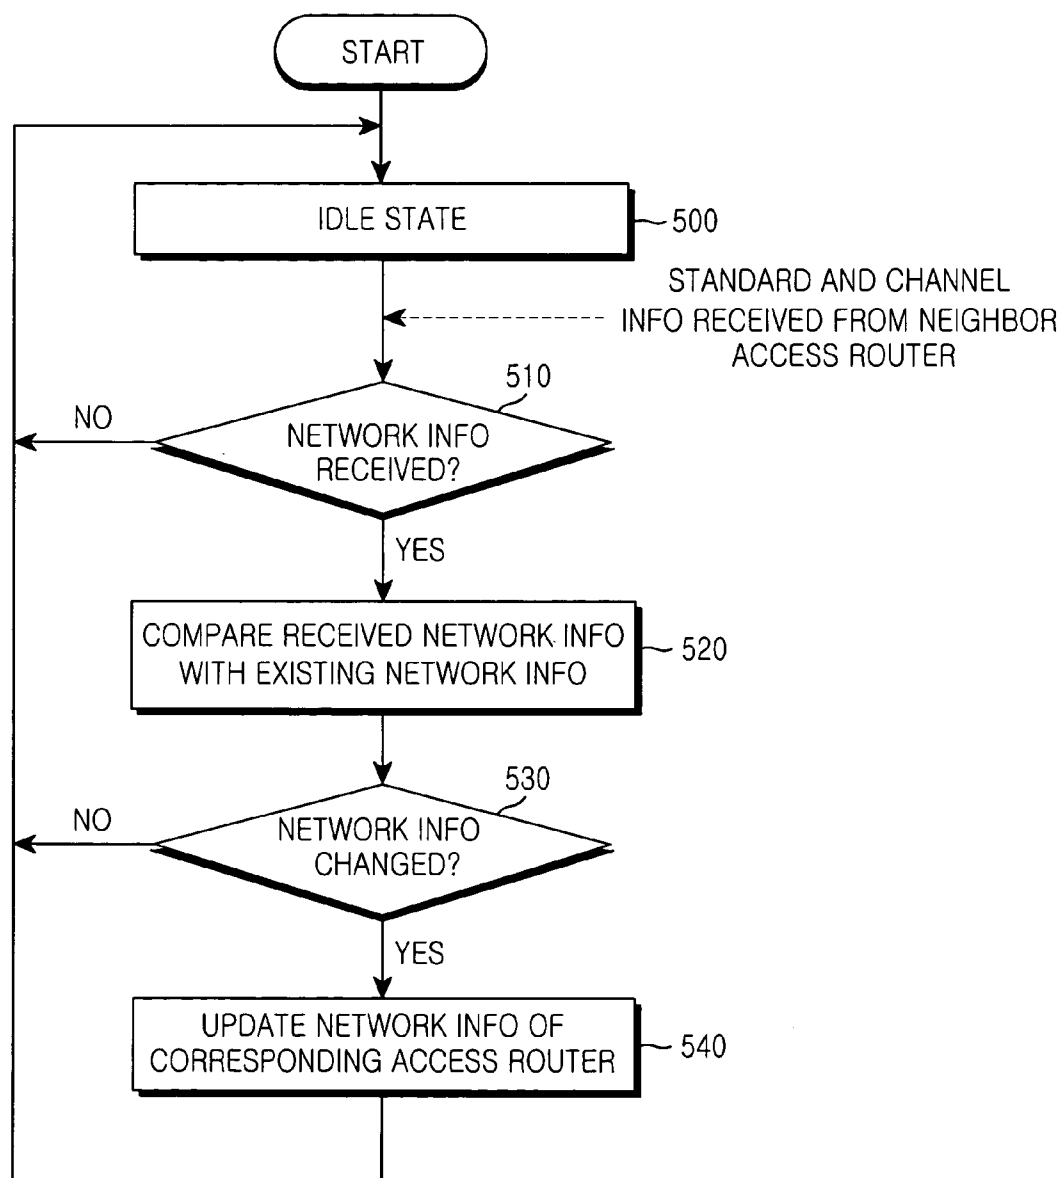 START
IDLE STATE
500
STANDARD AND CHANNEL
INFO RECEIVED FROM NEIGHBOR
ACCESS ROUTER
510
NO
NETWORK INFO
RECEIVED?
YES
COMPARE RECEIVED NETWORK INFO
WITH EXISTING NETWORK INFO
520
530
NO
NETWORK INFO
CHANGED?
YES
UPDATE NETWORK INFO OF
CORRESPONDING ACCESS ROUTER
540